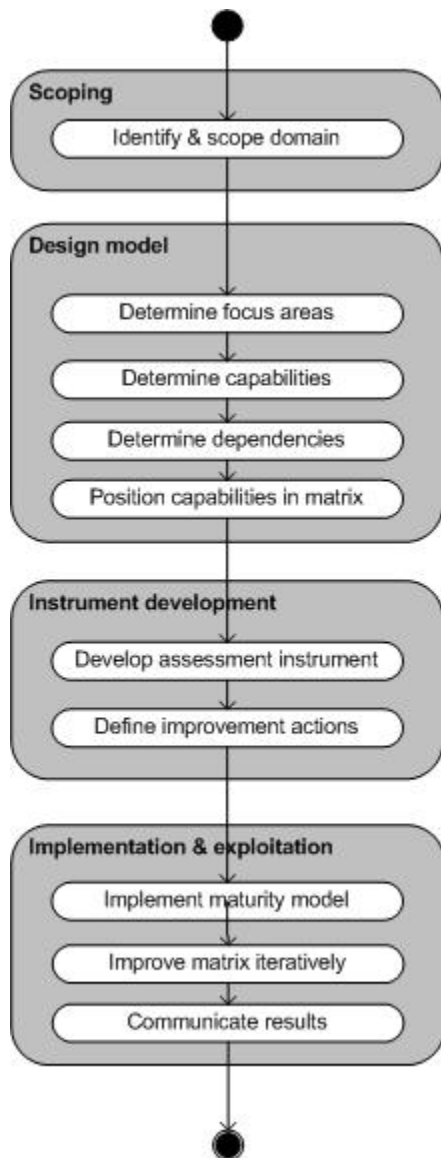 Scoping
Identify & scope domain
Design model
Determine focus areas
Determine capabilities
Determine dependencies
Position capabilities in matrix
Instrument development
Develop assessment instrument
Define improvement actions
Implementation & exploitation
Implement maturity model
Improve matrix iteratively
Communicate results